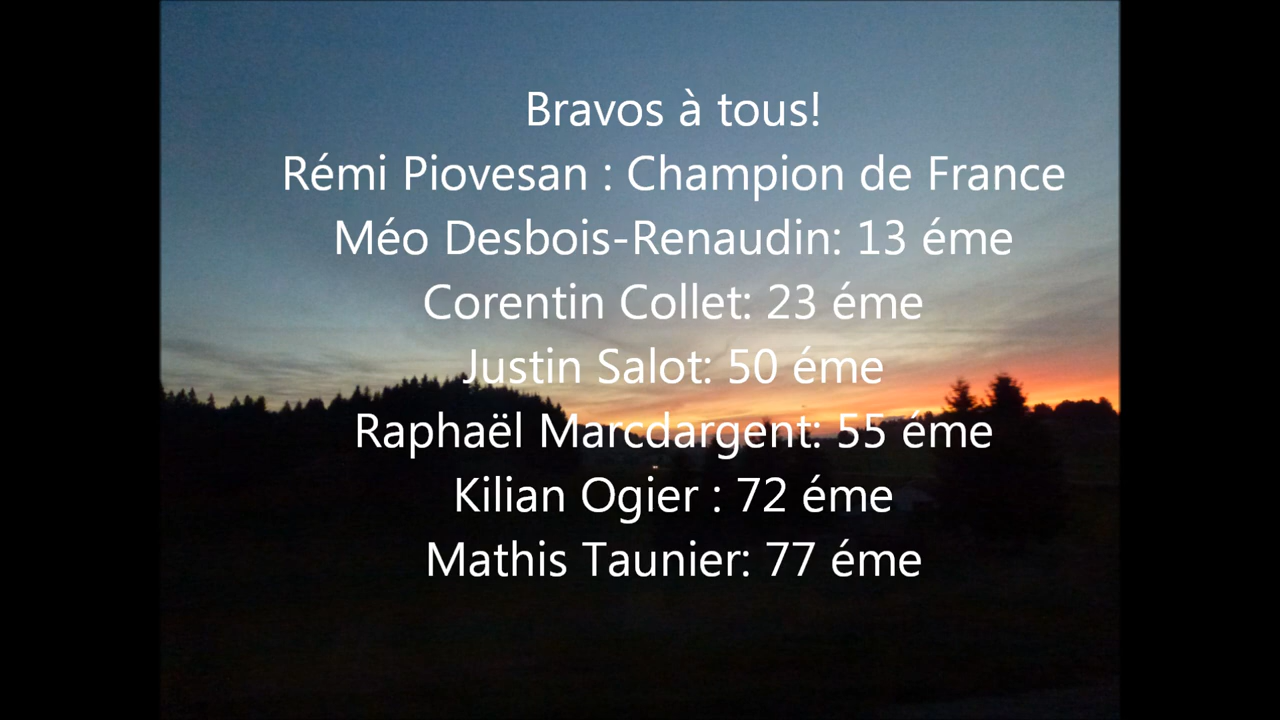 Bravos à tous!
Rémi Piovesan : Champion de France
Méo Desbois-Renaudin: 13 éme
Corentin Collet: 23 éme
Justin Salot: 50 éme
Raphaël Marcdargent: 55 éme
Kilian Ogier : 72 éme
Mathis Taunier: 77 éme